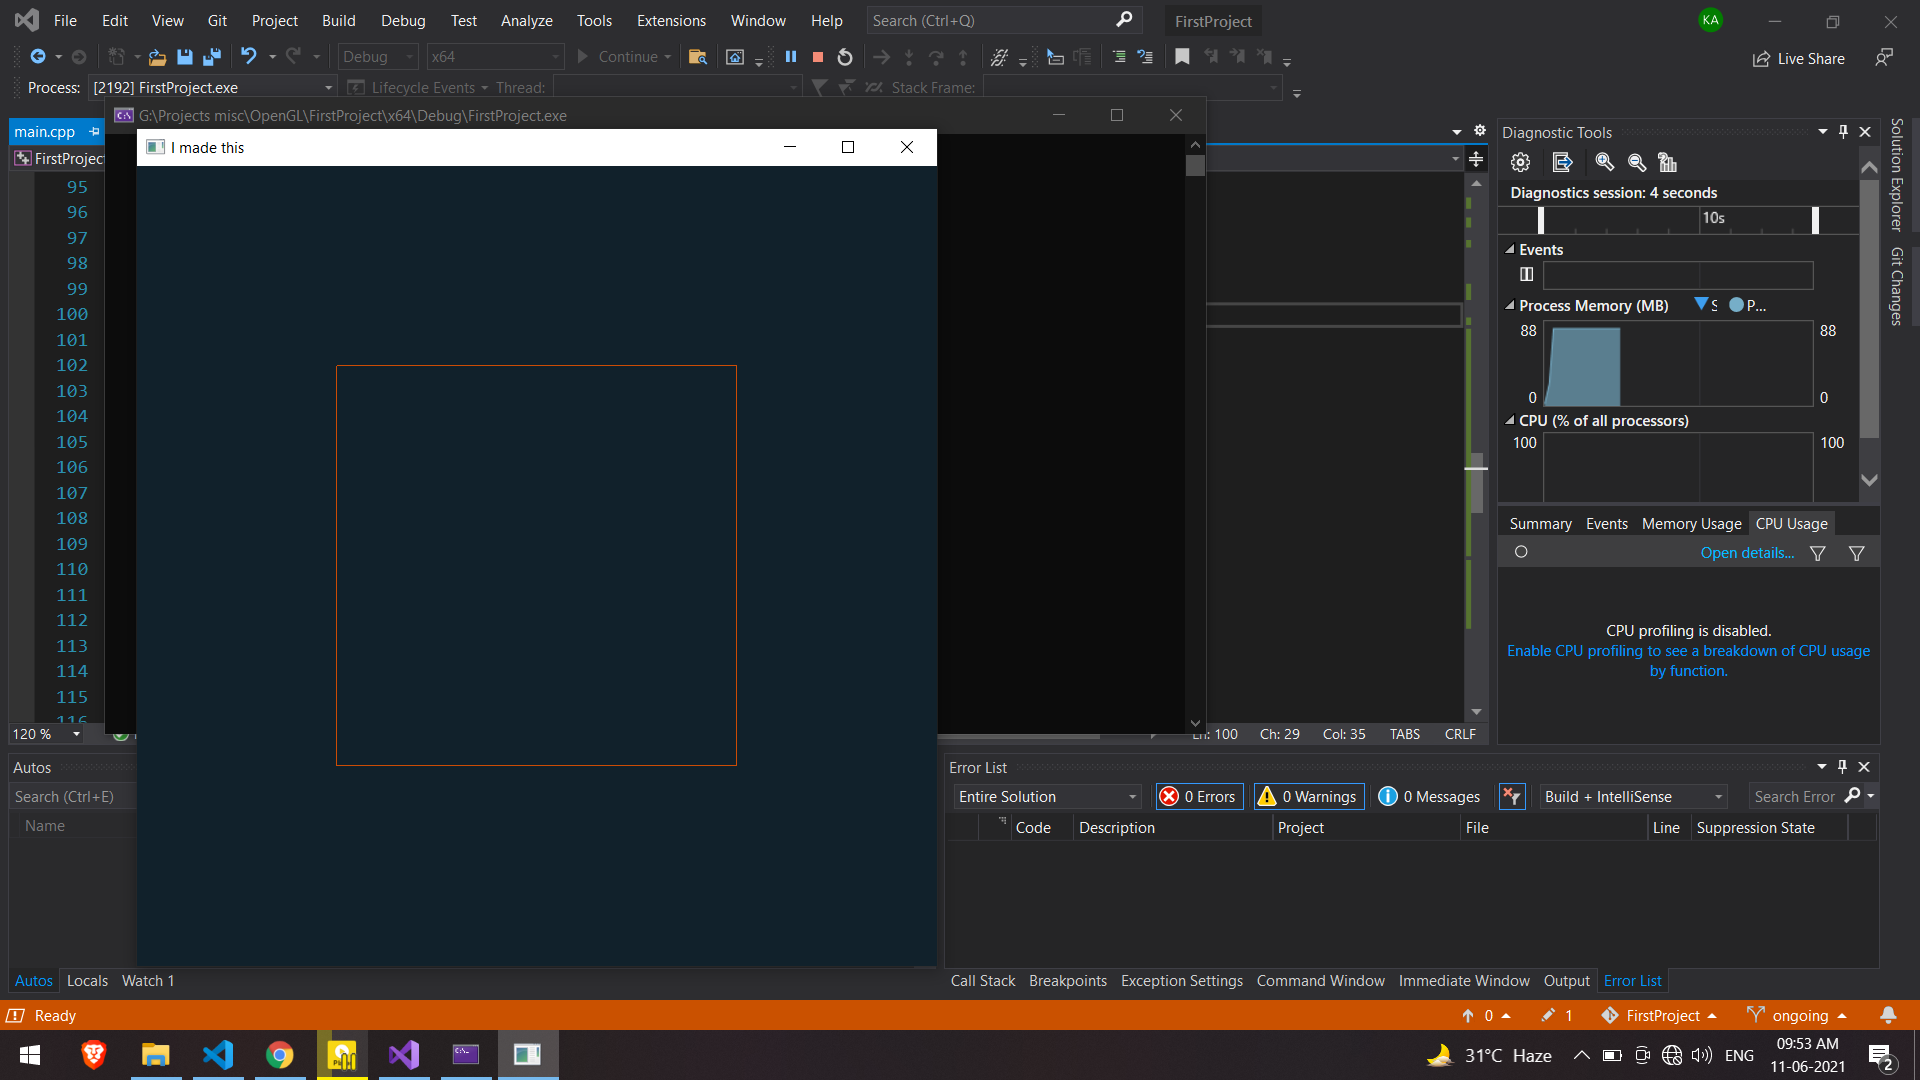 File Edit View Git Project Build Debug Test Analyze Tools Extensions Window Help Search (Ctrl+Q) FirstProject KA
Debug x64 Continue Live Share
Process: [2192] FirstProject.exe Lifecycle Events Thread: Stack Frame:
G:\Projects misc\OpenGL\FirstProject\x64\Debug\FirstProject.exe
main.cpp
FirstProject
I made this
95
96
97
98
99
100
101
102
103
104
105
106
107
108
109
110
111
112
113
114
115
116
120 %
Ln: 100 Ch: 29 Col: 35 TABS CRLF
Diagnostic Tools
Diagnostics session: 4 seconds
10s
Events
Process Memory (MB) S P...
88 88
0 0
CPU (% of all processors)
100 100
Summary Events Memory Usage CPU Usage
Open details...
CPU profiling is disabled.
Enable CPU profiling to see a breakdown of CPU usage
by function.
Solution Explorer
Git Changes
Autos
Search (Ctrl+E)
Name
Autos Locals Watch 1
Error List
Entire Solution 0 Errors 0 Warnings 0 Messages Build + IntelliSense Search Error
Code Description Project File Line Suppression State
Call Stack Breakpoints Exception Settings Command Window Immediate Window Output Error List
Ready 0 1 FirstProject ongoing
31°C Haze ENG 09:53 AM
11-06-2021
2